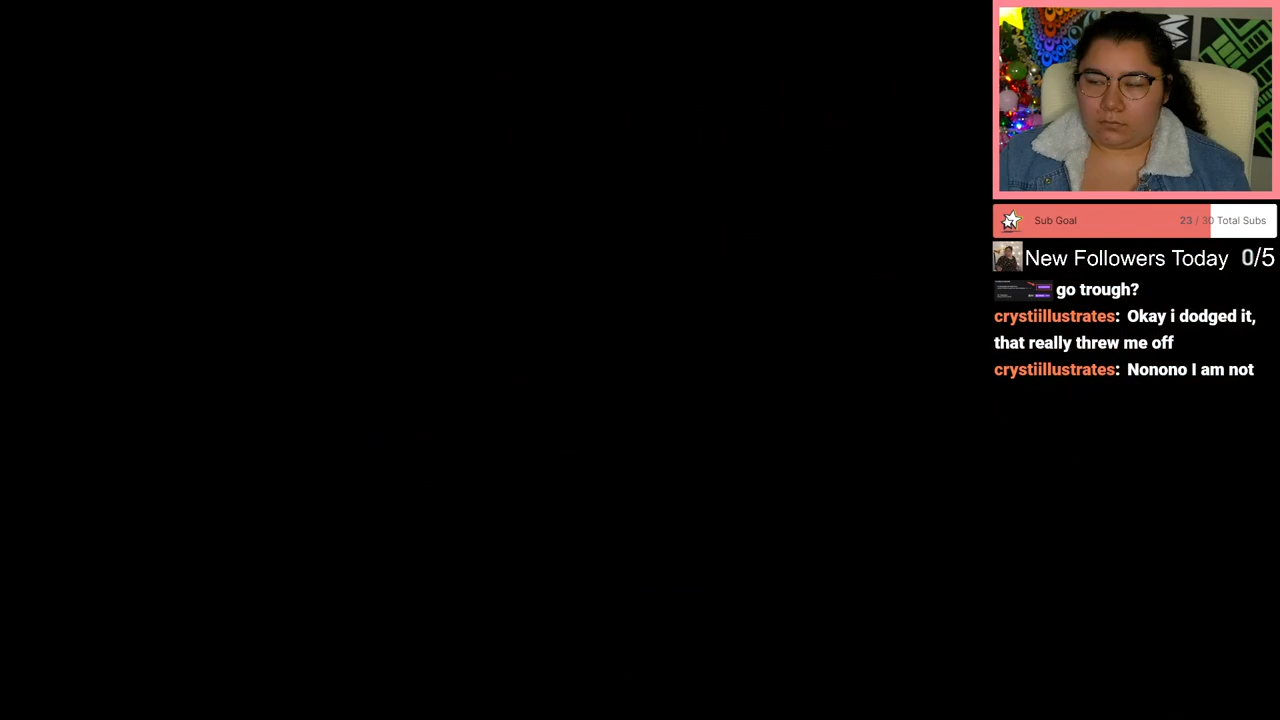 Sub Goal 23 / 30 Total Subs
New Followers Today 0/5
go trough?
crystiillustrates: Okay i dodged it,
that really threw me off
crystiillustrates: Nonono I am not